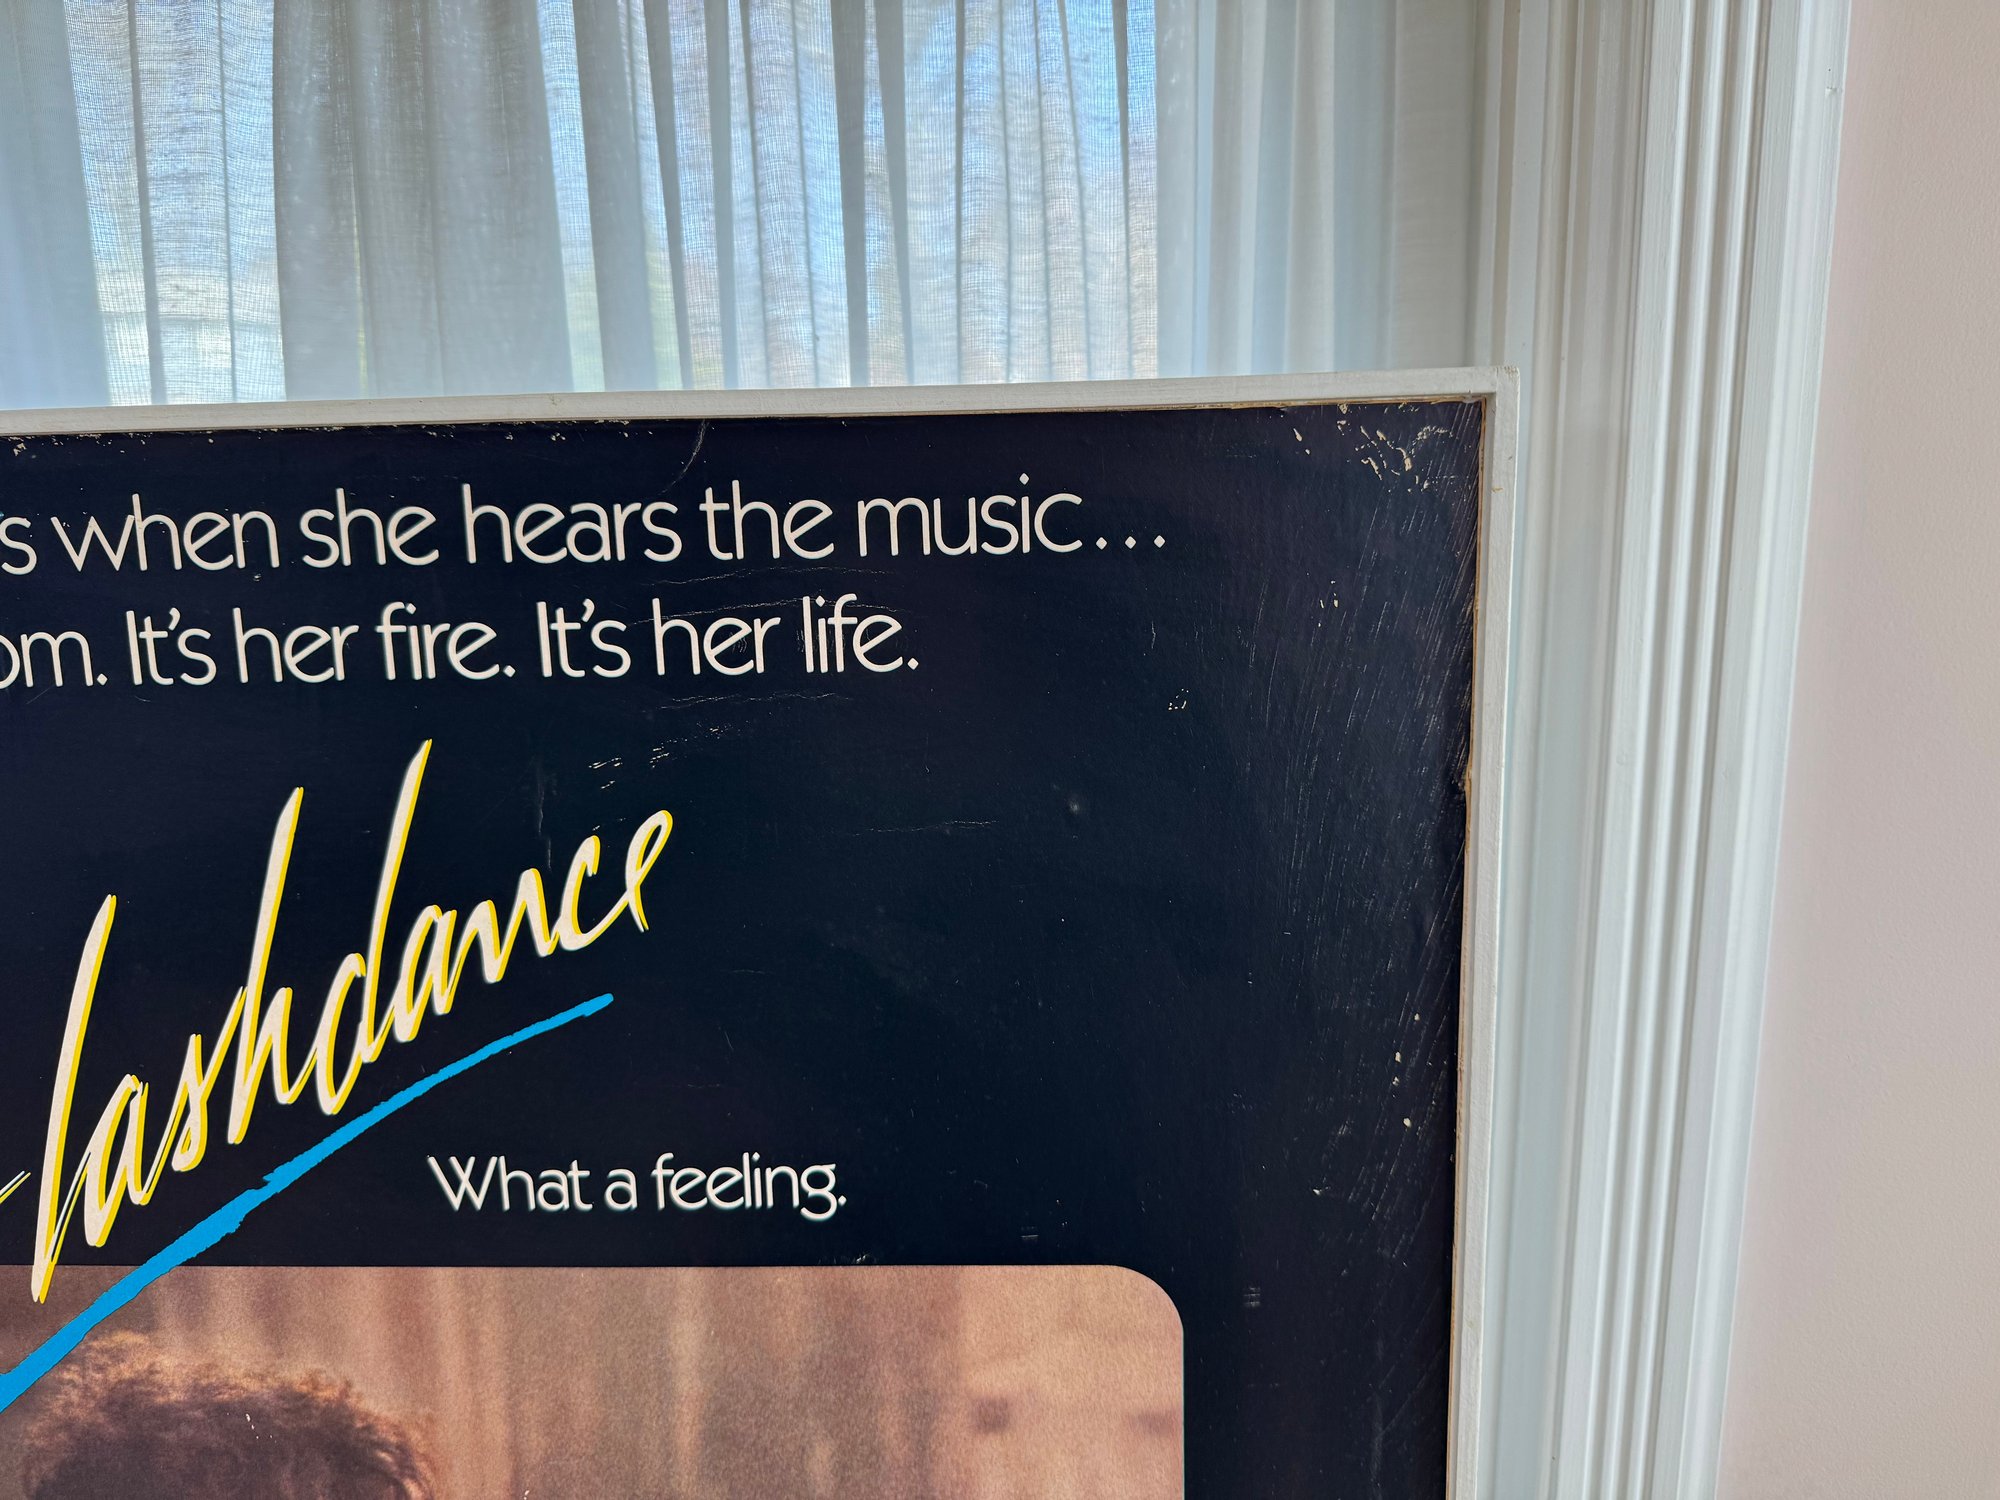 s when she hears the music...
om. It's her fire. It's her life.
lashdance
What a feeling.